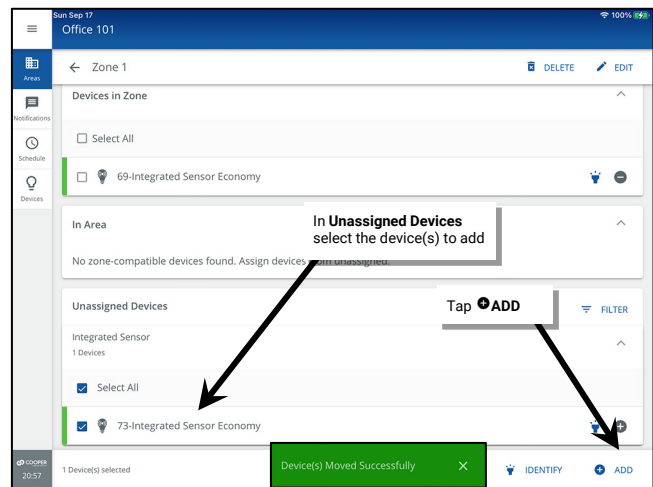 Sun Sep 17
100%
Office 101
Areas
Notifications
Schedule
Devices
Zone 1
DELETE
EDIT
Devices in Zone
Select All
69-Integrated Sensor Economy
In Area
No zone-compatible devices found. Assign devices from unassigned.
In Unassigned Devices
select the device(s) to add
Unassigned Devices
Tap ADD
FILTER
Integrated Sensor
1 Devices
Select All
73-Integrated Sensor Economy
COOPER
20:57
1 Device(s) selected
Device(s) Moved Successfully
IDENTIFY
ADD